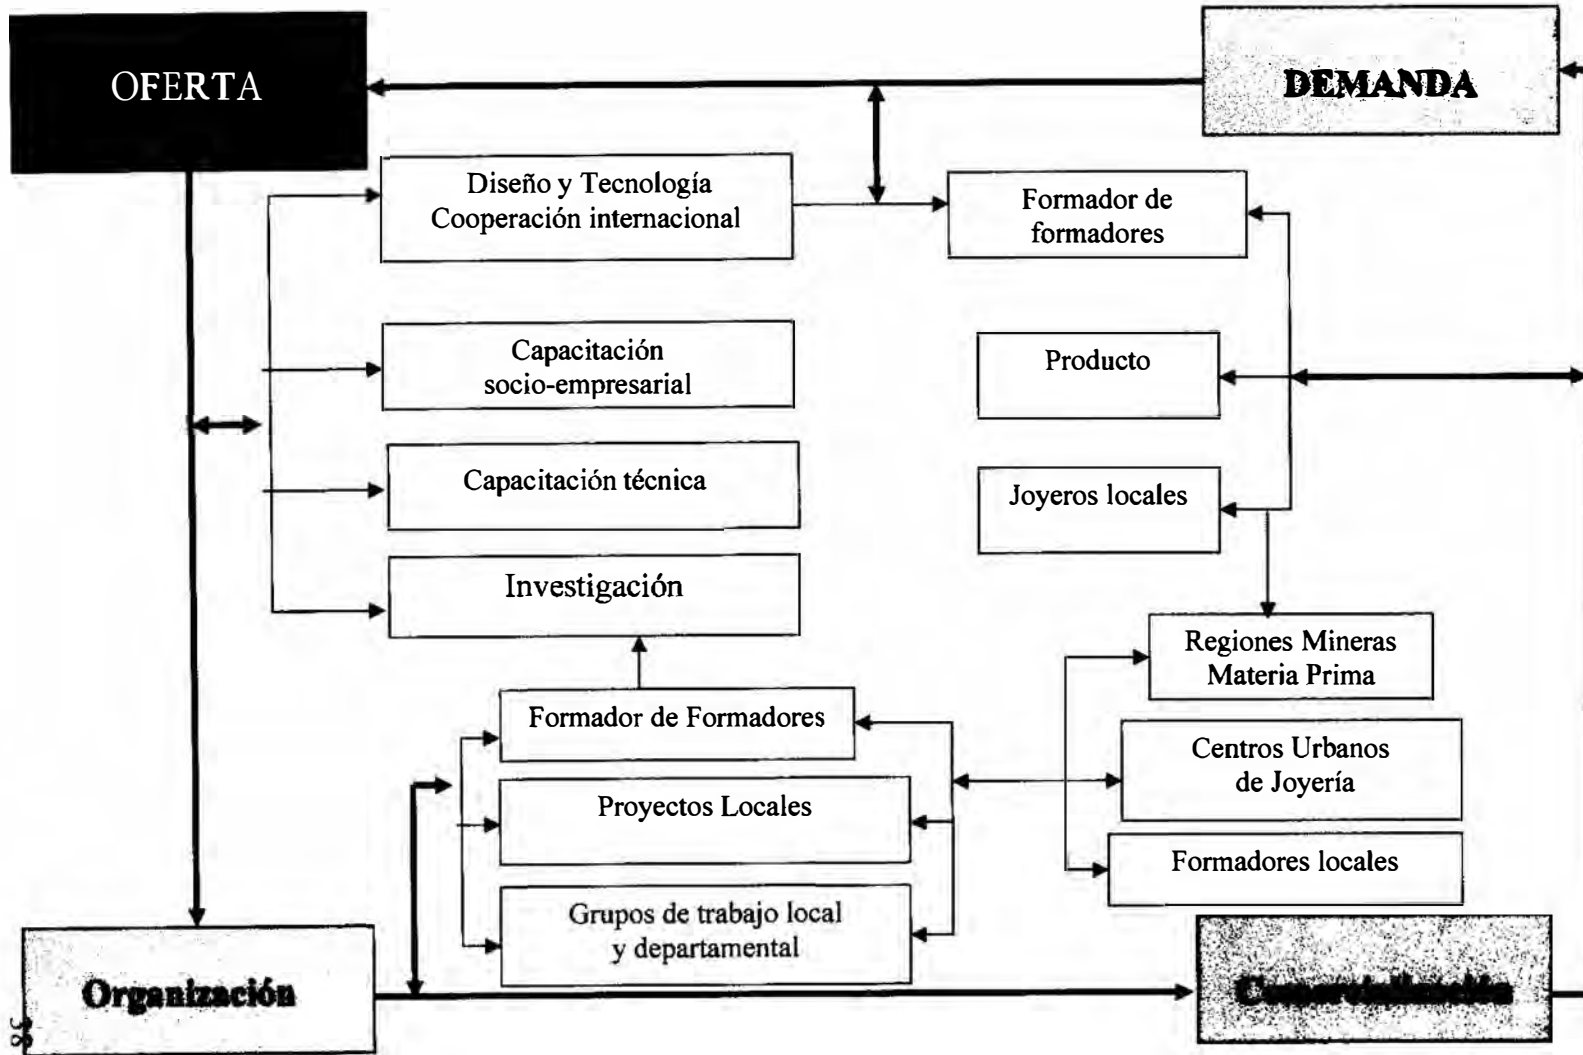 OFERTA
DEMANDA
Diseño y Tecnología
Cooperación internacional
Formador de
formadores
Capacitación
socio-empresarial
Producto
Capacitación técnica
Joyeros locales
Investigación
Regiones Mineras
Materia Prima
Formador de Formadores
Centros Urbanos
de Joyería
Proyectos Locales
Formadores locales
Grupos de trabajo local
y departamental
Organización
Comercialización
38